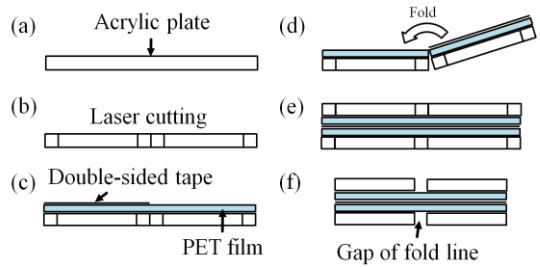 (a)
Acrylic plate
(b)
Laser cutting
(c)
Double-sided tape
PET film
(d)
Fold
(e)
(f)
Gap of fold line